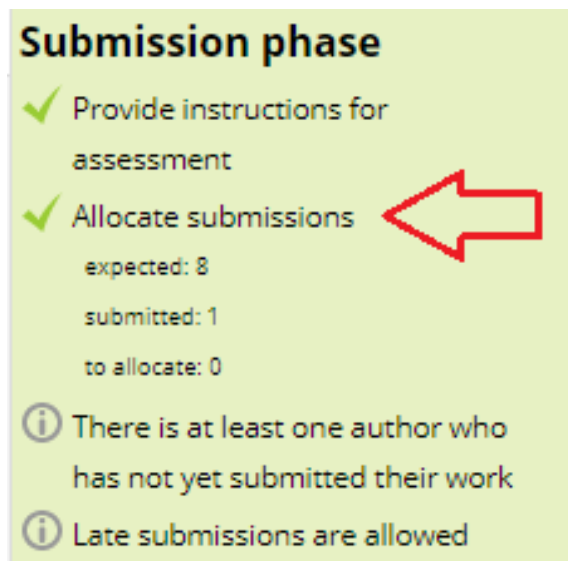 Submission phase
Provide instructions for
assessment
Allocate submissions
expected: 8
submitted: 1
to allocate: 0
There is at least one author who
has not yet submitted their work
Late submissions are allowed